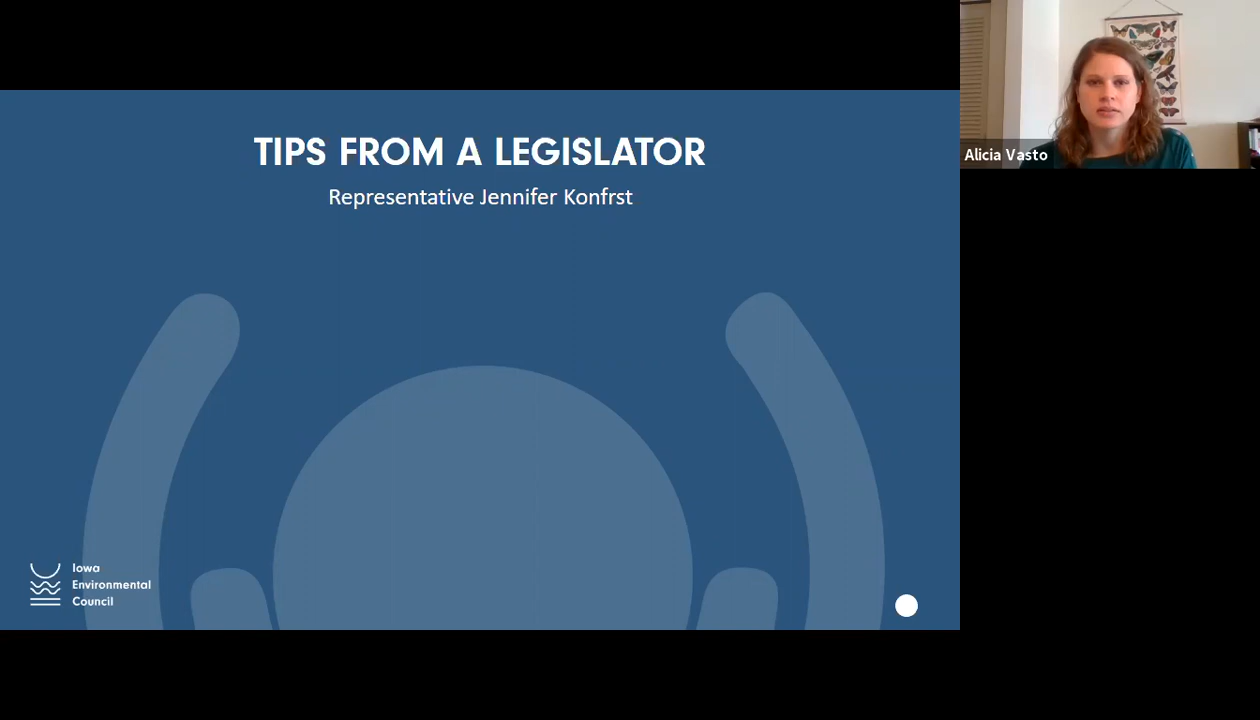 TIPS FROM A LEGISLATOR
Representative Jennifer Konfrst
Alicia Vasto
Iowa
Environmental
Council